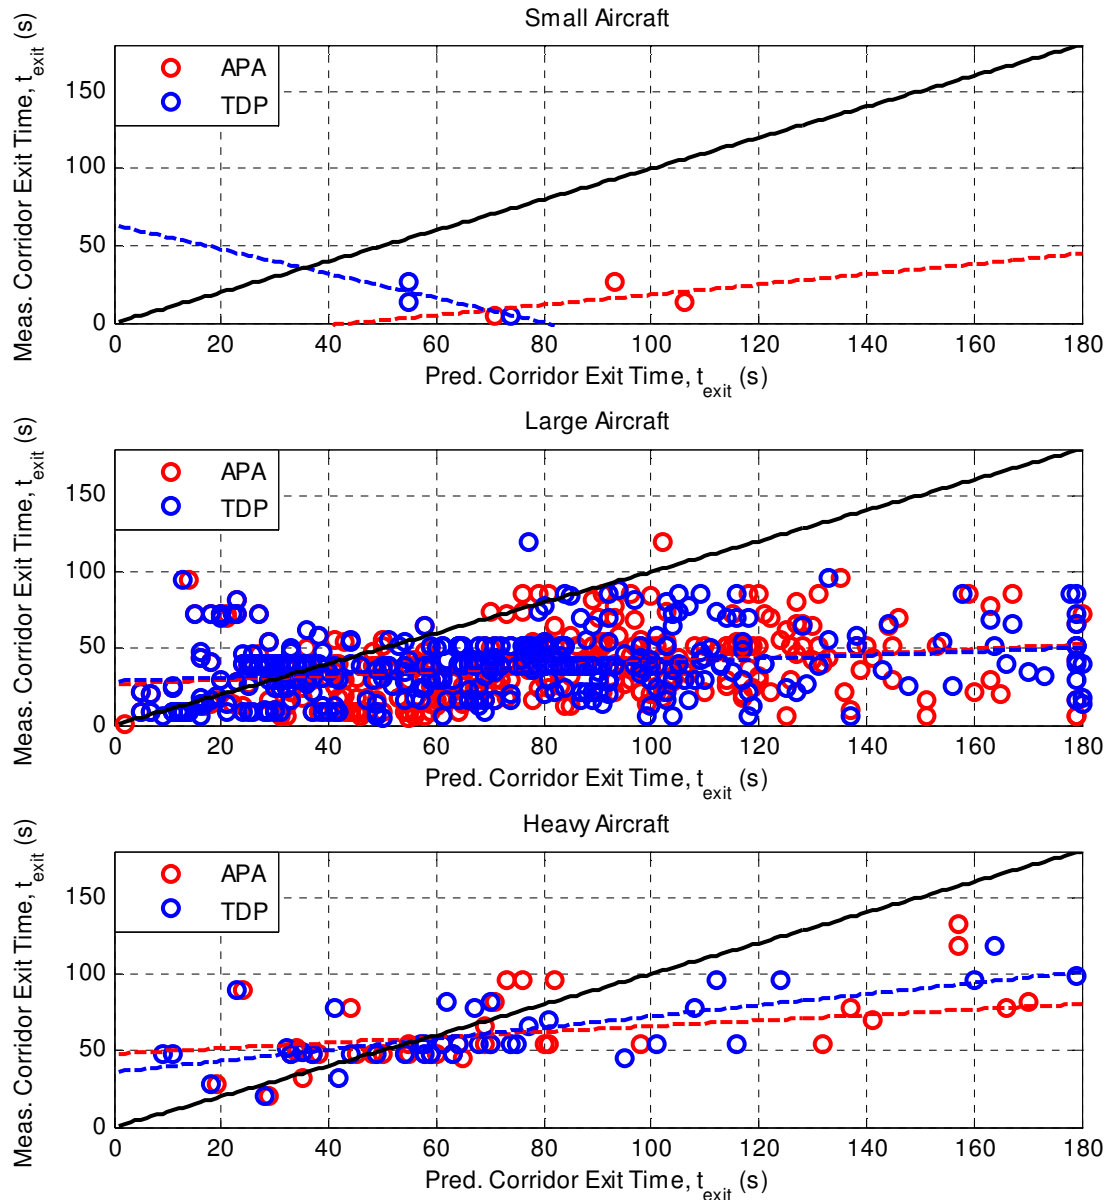 Small Aircraft
Meas. Corridor Exit Time, t_exit (s)
150
100
50
0
APA
TDP
0 20 40 60 80 100 120 140 160 180
Pred. Corridor Exit Time, t_exit (s)
Large Aircraft
Meas. Corridor Exit Time, t_exit (s)
150
100
50
0
APA
TDP
0 20 40 60 80 100 120 140 160 180
Pred. Corridor Exit Time, t_exit (s)
Heavy Aircraft
Meas. Corridor Exit Time, t_exit (s)
150
100
50
0
APA
TDP
0 20 40 60 80 100 120 140 160 180
Pred. Corridor Exit Time, t_exit (s)